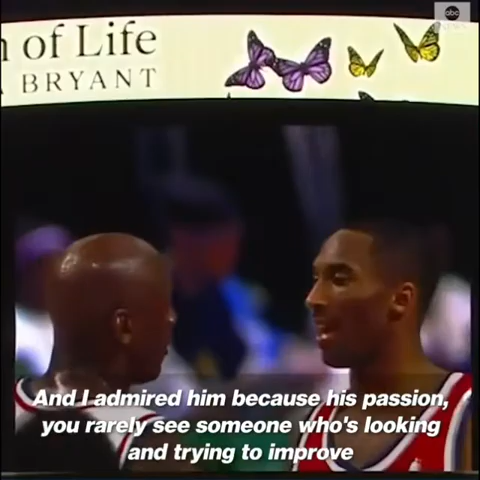 abc
NEWS
n of Life
BRYANT
And I admired him because his passion,
you rarely see someone who's looking
and trying to improve